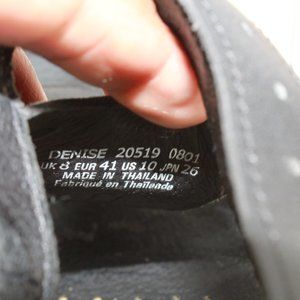 DENISE 20519 0801
UK 8 EUR 41 US 10 JPN 26
MADE IN THAILAND
Fabriqué en Thaïlande